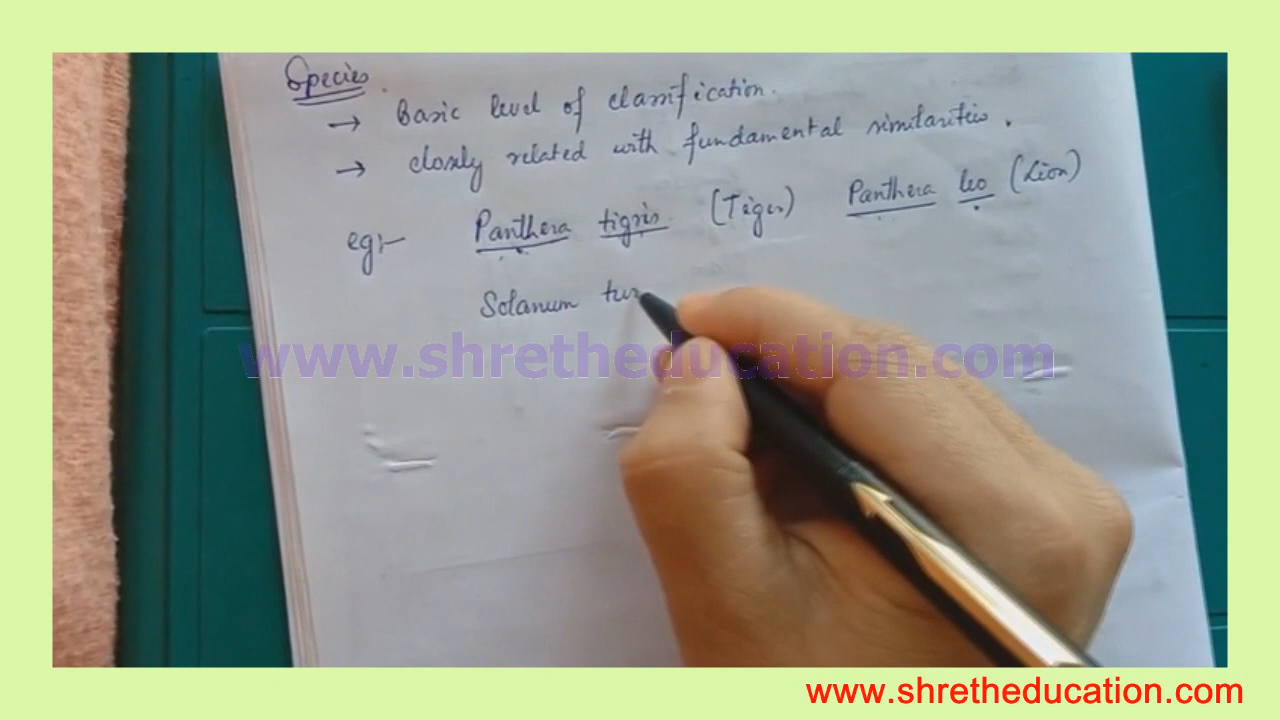 Species.
→ Basic level of classification.
→ closely related with fundamental similarities.
eg:- Panthera tigris (Tiger) Panthera leo (Lion)
Solanum tu
www.shretheducation.com
www.shretheducation.com